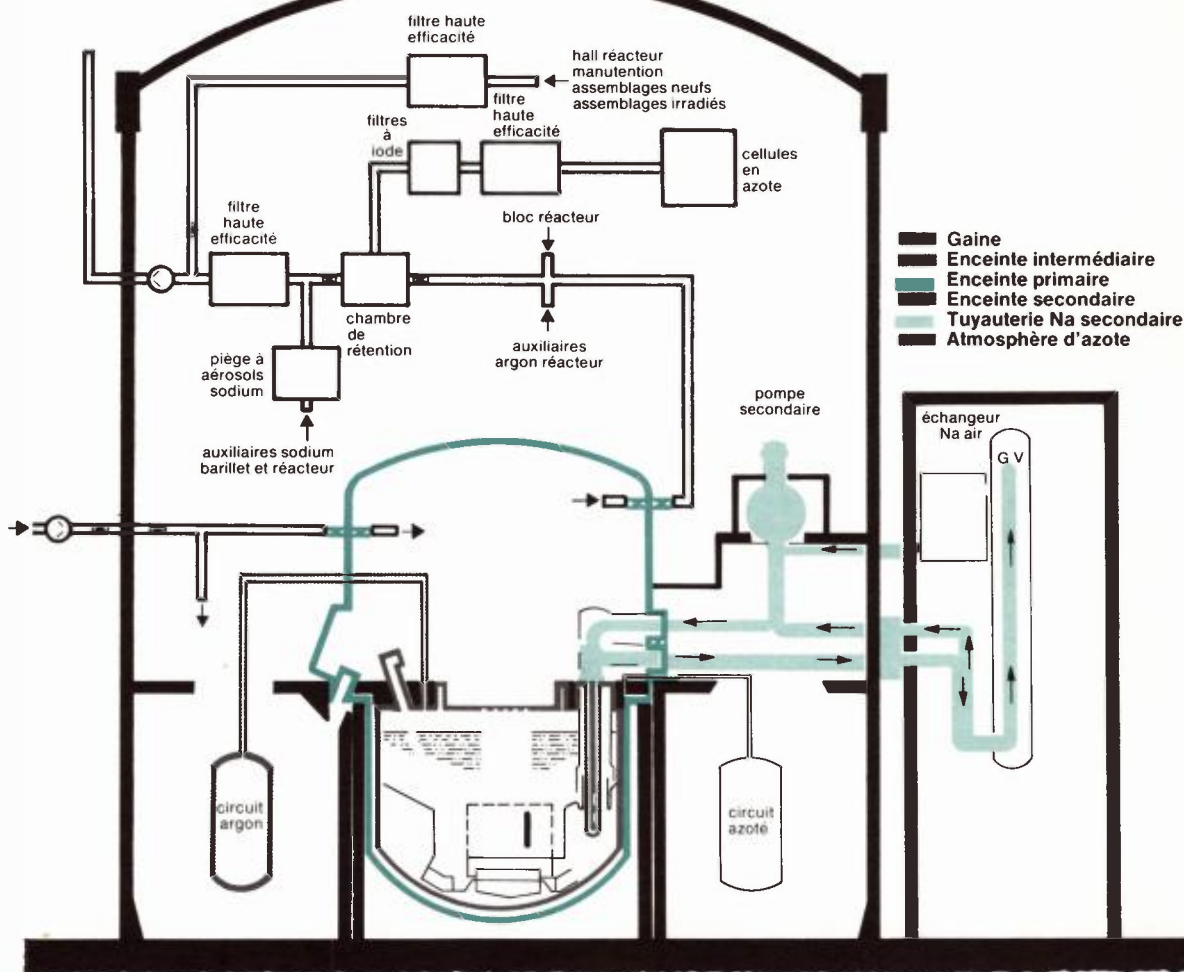 filtre haute
efficacité
hall réacteur
manutention
assemblages neufs
assemblages irradiés
filtres
à
iode
filtre
haute
efficacité
cellules
en
azote
filtre
haute
efficacité
bloc réacteur
chambre
de
rétention
auxiliaires
argon réacteur
piège à
aérosols
sodium
auxiliaires sodium
barillet et réacteur
Gaine
Enceinte intermédiaire
Enceinte primaire
Enceinte secondaire
Tuyauterie Na secondaire
Atmosphère d'azote
pompe
secondaire
échangeur
Na air
G V
circuit
argon
circuit
azoté